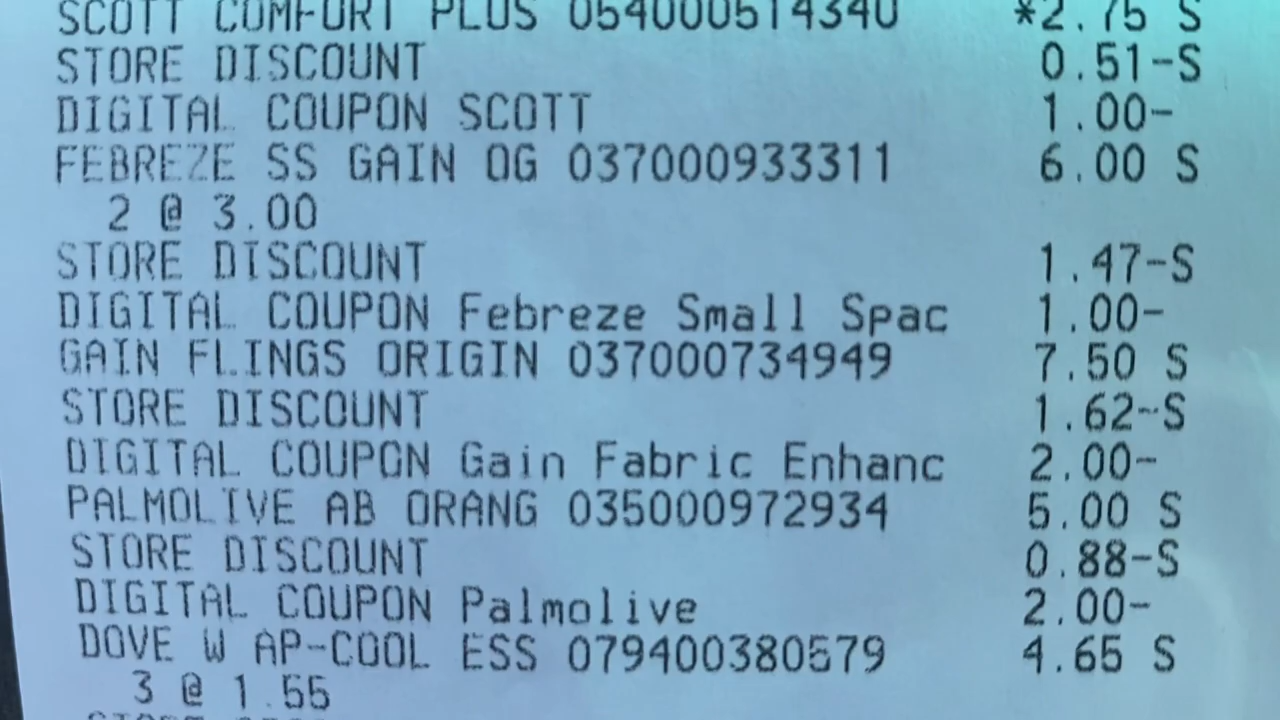 SCOTT COMFORT PLUS 054000514340 *2.75 S
STORE DISCOUNT 0.51-S
DIGITAL COUPON SCOTT 1.00-
FEBREZE SS GAIN OG 037000933311 6.00 S
2 @ 3.00
STORE DISCOUNT 1.47-S
DIGITAL COUPON Febreze Small Spac 1.00-
GAIN FLINGS ORIGIN 037000734949 7.50 S
STORE DISCOUNT 1.62-S
DIGITAL COUPON Gain Fabric Enhanc 2.00-
PALMOLIVE AB ORANG 035000972934 5.00 S
STORE DISCOUNT 0.88-S
DIGITAL COUPON Palmolive 2.00-
DOVE W AP-COOL ESS 079400380579 4.65 S
3 @ 1.55